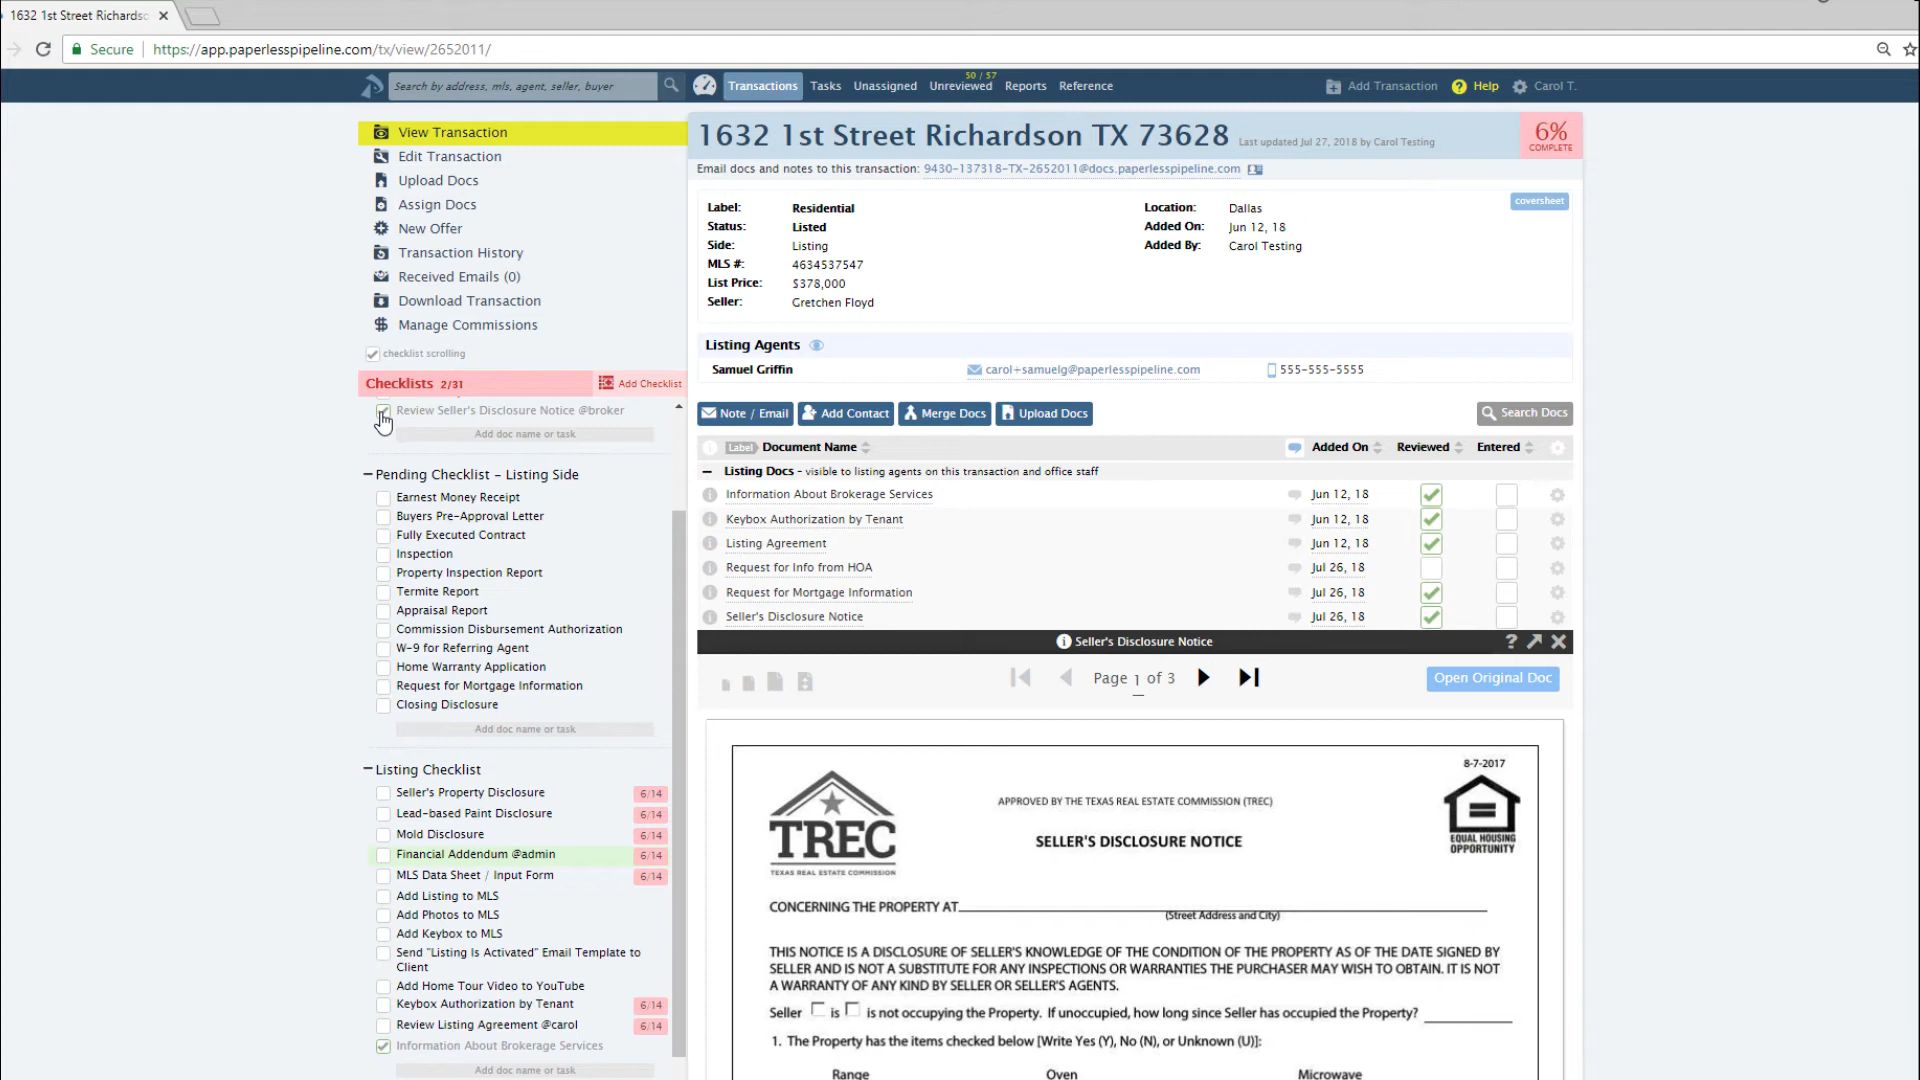 1632 1st Street Richardso
Secure https://app.paperlesspipeline.com/tx/view/2652011/
Search by address, mls, agent, seller, buyer
Transactions Tasks Unassigned Unreviewed 50 / 57 Reports Reference Add Transaction Help Carol T.
View Transaction
Edit Transaction
Upload Docs
Assign Docs
New Offer
Transaction History
Received Emails (0)
Download Transaction
Manage Commissions
checklist scrolling
Checklists 2/31 Add Checklist
Review Seller's Disclosure Notice @broker
Add doc name or task
Pending Checklist - Listing Side
Earnest Money Receipt
Buyers Pre-Approval Letter
Fully Executed Contract
Inspection
Property Inspection Report
Termite Report
Appraisal Report
Commission Disbursement Authorization
W-9 for Referring Agent
Home Warranty Application
Request for Mortgage Information
Closing Disclosure
Add doc name or task
Listing Checklist
Seller's Property Disclosure 6/14
Lead-based Paint Disclosure 6/14
Mold Disclosure 6/14
Financial Addendum @admin 6/14
MLS Data Sheet / Input Form 6/14
Add Listing to MLS
Add Photos to MLS
Add Keybox to MLS
Send "Listing Is Activated" Email Template to
Client
Add Home Tour Video to YouTube
Keybox Authorization by Tenant 6/14
Review Listing Agreement @carol 6/14
Information About Brokerage Services
Add doc name or task
1632 1st Street Richardson TX 73628 Last updated Jul 27, 2018 by Carol Testing
6%
COMPLETE
Email docs and notes to this transaction: 9430-137318-TX-2652011@docs.paperlesspipeline.com
coversheet
Label: Residential Location: Dallas
Status: Listed Added On: Jun 12, 18
Side: Listing Added By: Carol Testing
MLS #: 4634537547
List Price: $378,000
Seller: Gretchen Floyd
Listing Agents
Samuel Griffin carol+samuelg@paperlesspipeline.com 555-555-5555
Note / Email Add Contact Merge Docs Upload Docs Search Docs
Label Document Name Added On Reviewed Entered
Listing Docs - visible to listing agents on this transaction and office staff
Information About Brokerage Services Jun 12, 18
Keybox Authorization by Tenant Jun 12, 18
Listing Agreement Jun 12, 18
Request for Info from HOA Jul 26, 18
Request for Mortgage Information Jul 26, 18
Seller's Disclosure Notice Jul 26, 18
Seller's Disclosure Notice ?
Page 1 of 3 Open Original Doc
8-7-2017
TREC
TEXAS REAL ESTATE COMMISSION
APPROVED BY THE TEXAS REAL ESTATE COMMISSION (TREC)
SELLER'S DISCLOSURE NOTICE
EQUAL HOUSING
OPPORTUNITY
CONCERNING THE PROPERTY AT
(Street Address and City)
THIS NOTICE IS A DISCLOSURE OF SELLER'S KNOWLEDGE OF THE CONDITION OF THE PROPERTY AS OF THE DATE SIGNED BY
SELLER AND IS NOT A SUBSTITUTE FOR ANY INSPECTIONS OR WARRANTIES THE PURCHASER MAY WISH TO OBTAIN. IT IS NOT
A WARRANTY OF ANY KIND BY SELLER OR SELLER'S AGENTS.
Seller is is not occupying the Property. If unoccupied, how long since Seller has occupied the Property?
1. The Property has the items checked below [Write Yes (Y), No (N), or Unknown (U)]:
Range Oven Microwave